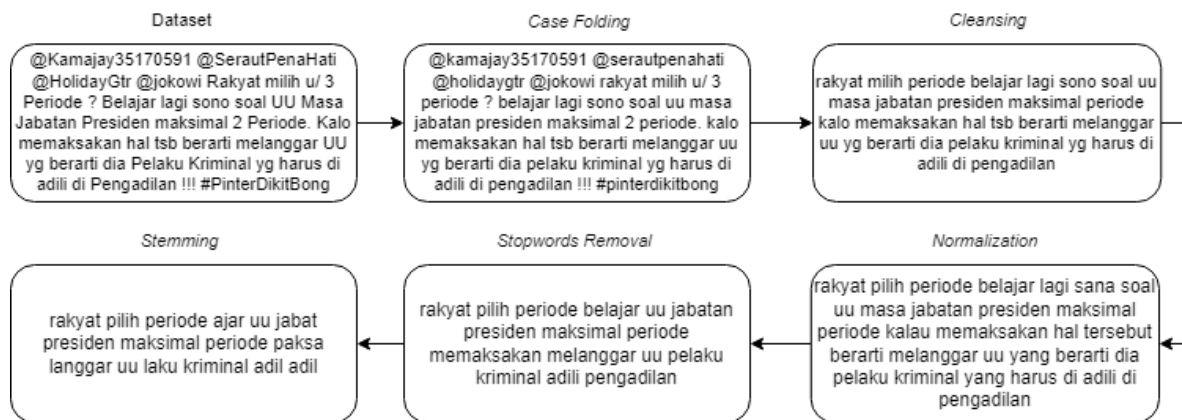 Dataset
@Kamajay35170591 @SerautPenaHati
@HolidayGtr @jokowi Rakyat milih u/ 3
Periode ? Belajar lagi sono soal UU Masa
Jabatan Presiden maksimal 2 Periode. Kalo
memaksakan hal tsb berarti melanggar UU
yg berarti dia Pelaku Kriminal yg harus di
adili di Pengadilan !!! #PinterDikitBong
Case Folding
@kamajay35170591 @serautpenahati
@holidaygtr @jokowi rakyat milih u/ 3
periode ? belajar lagi sono soal uu masa
jabatan presiden maksimal 2 periode. kalo
memaksakan hal tsb berarti melanggar uu
yg berarti dia pelaku kriminal yg harus di
adili di pengadilan !!! #pinterdikitbong
Cleansing
rakyat milih periode belajar lagi sono soal uu
masa jabatan presiden maksimal periode
kalo memaksakan hal tsb berarti melanggar
uu yg berarti dia pelaku kriminal yg harus di
adili di pengadilan
Normalization
rakyat pilih periode belajar lagi sana soal
uu masa jabatan presiden maksimal
periode kalau memaksakan hal tersebut
berarti melanggar uu yang berarti dia
pelaku kriminal yang harus di adili di
pengadilan
Stopwords Removal
rakyat pilih periode belajar uu jabatan
presiden maksimal periode
memaksakan melanggar uu pelaku
kriminal adili pengadilan
Stemming
rakyat pilih periode ajar uu jabat
presiden maksimal periode paksa
langgar uu laku kriminal adil adil